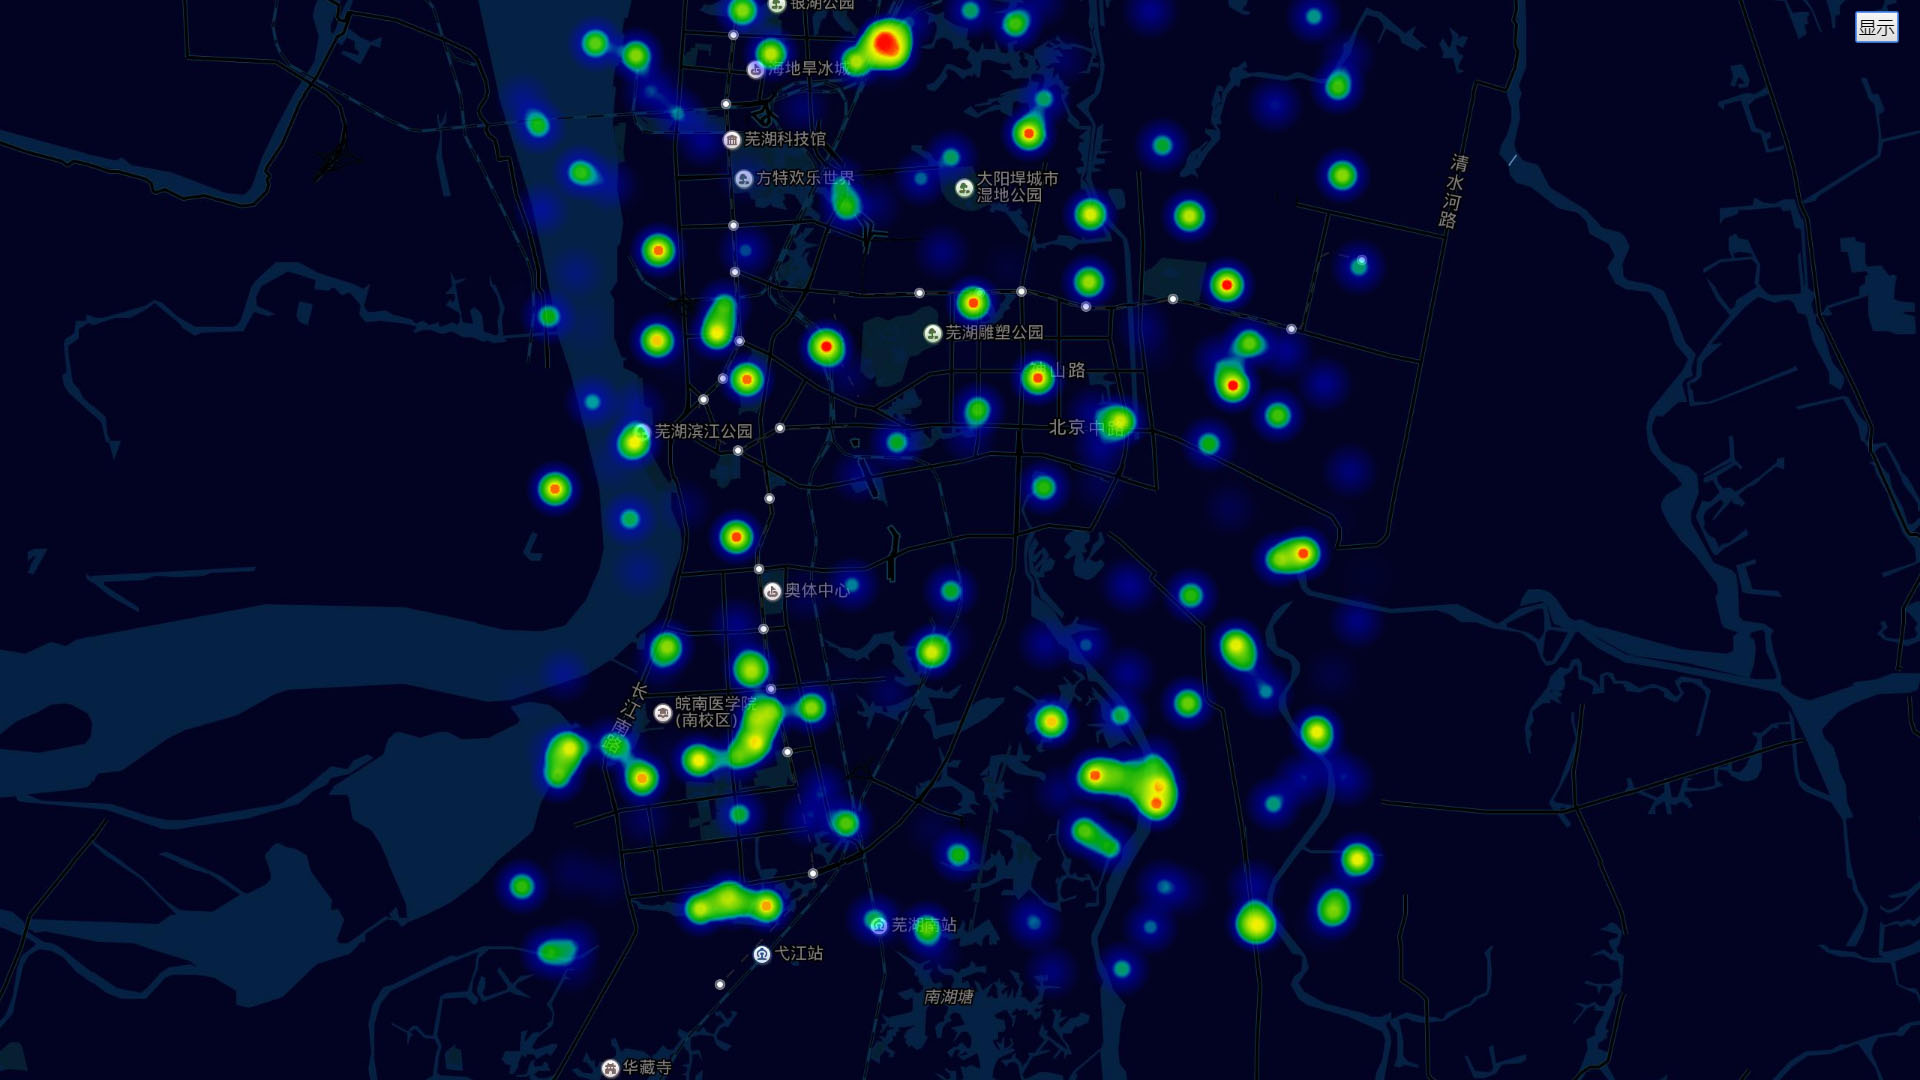 银湖公园
显示
海地旱冰城
芜湖科技馆
方特欢乐世界
大阳垾城市
湿地公园
清水河路
芜湖雕塑公园
神山路
北京中路
芜湖滨江公园
奥体中心
长江南路
皖南医学院
(南校区)
芜湖南站
弋江站
南湖塘
华藏寺